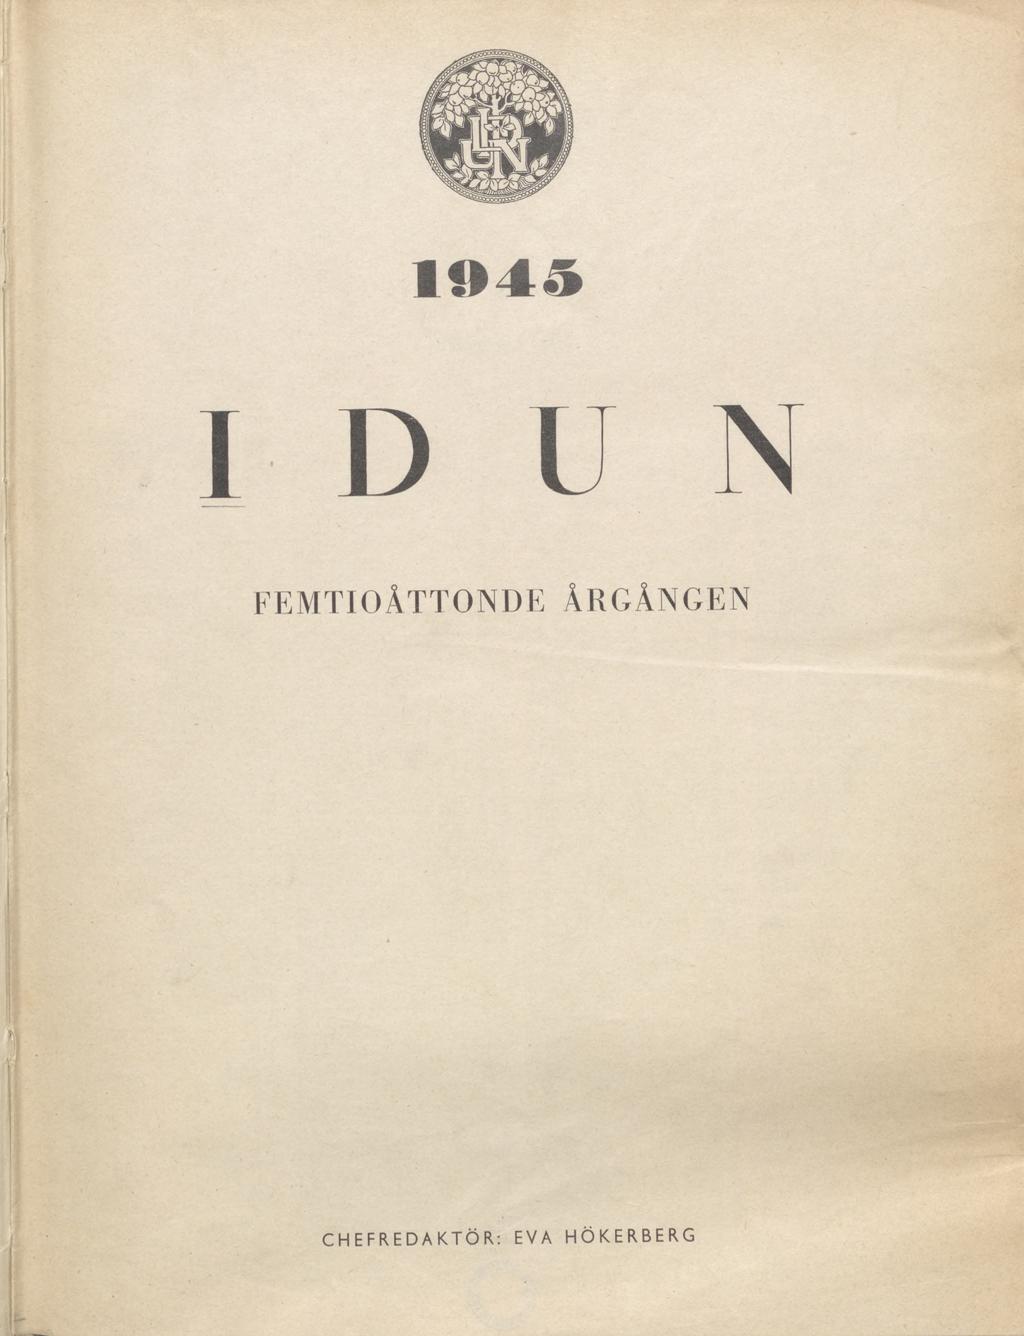 IDUN
1945
I D U N
FEMTIOÅTTONDE ÅRGÅNGEN
CHEFREDAKTÖR: EVA HÖKERBERG